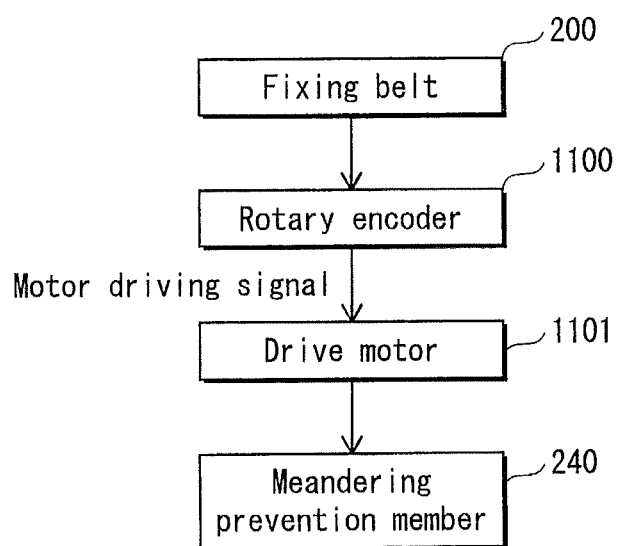 200
Fixing belt
1100
Rotary encoder
Motor driving signal
1101
Drive motor
240
Meandering
prevention member